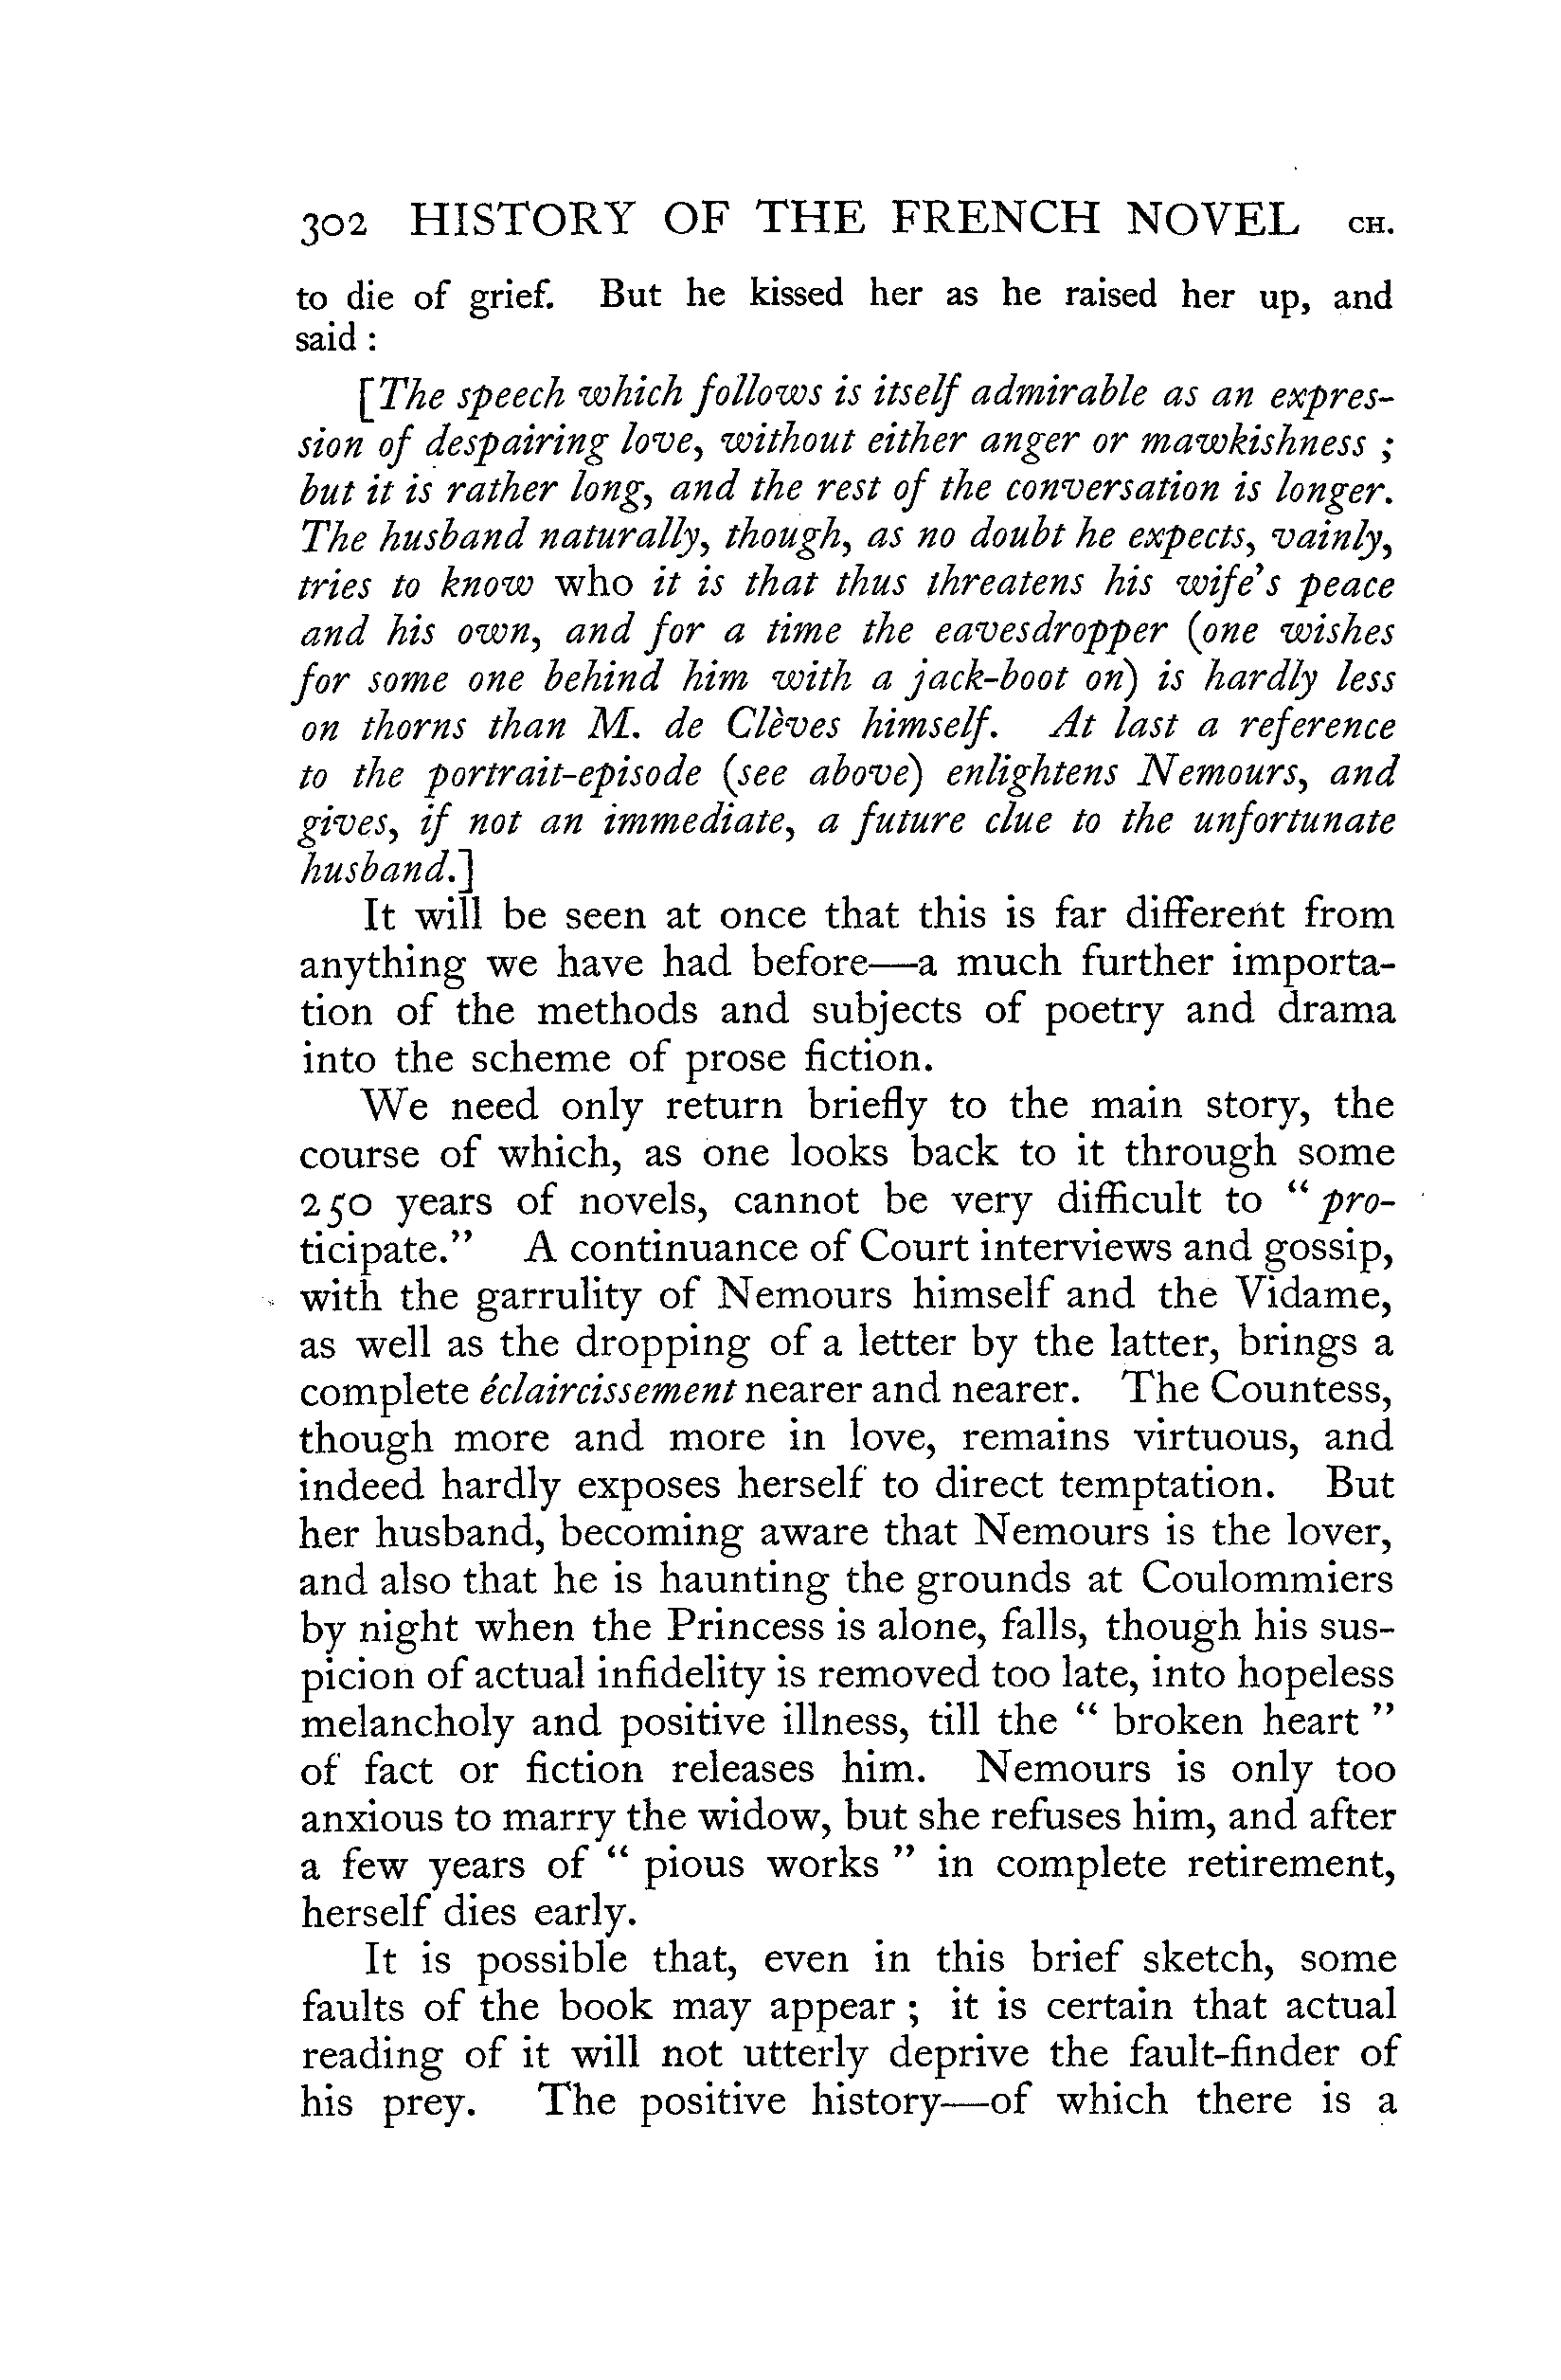 302 HISTORY OF THE FRENCH NOVEL CH.
to die of grief. But he kissed her as he raised her up, and
said :
[The speech which follows is itself admirable as an expres-
sion of despairing love, without either anger or mawkishness ;
but it is rather long, and the rest of the conversation is longer.
The husband naturally, though, as no doubt he expects, vainly,
tries to know who it is that thus threatens his wife's peace
and his own, and for a time the eavesdropper (one wishes
for some one behind him with a jack-boot on) is hardly less
on thorns than M. de Clèves himself. At last a reference
to the portrait-episode (see above) enlightens Nemours, and
gives, if not an immediate, a future clue to the unfortunate
husband.]
It will be seen at once that this is far different from
anything we have had before—a much further importa-
tion of the methods and subjects of poetry and drama
into the scheme of prose fiction.
We need only return briefly to the main story, the
course of which, as one looks back to it through some
250 years of novels, cannot be very difficult to “ pro-
ticipate.” A continuance of Court interviews and gossip,
with the garrulity of Nemours himself and the Vidame,
as well as the dropping of a letter by the latter, brings a
complete éclaircissement nearer and nearer. The Countess,
though more and more in love, remains virtuous, and
indeed hardly exposes herself to direct temptation. But
her husband, becoming aware that Nemours is the lover,
and also that he is haunting the grounds at Coulommiers
by night when the Princess is alone, falls, though his sus-
picion of actual infidelity is removed too late, into hopeless
melancholy and positive illness, till the “ broken heart ”
of fact or fiction releases him. Nemours is only too
anxious to marry the widow, but she refuses him, and after
a few years of “ pious works ” in complete retirement,
herself dies early.
It is possible that, even in this brief sketch, some
faults of the book may appear ; it is certain that actual
reading of it will not utterly deprive the fault-finder of
his prey. The positive history—of which there is a